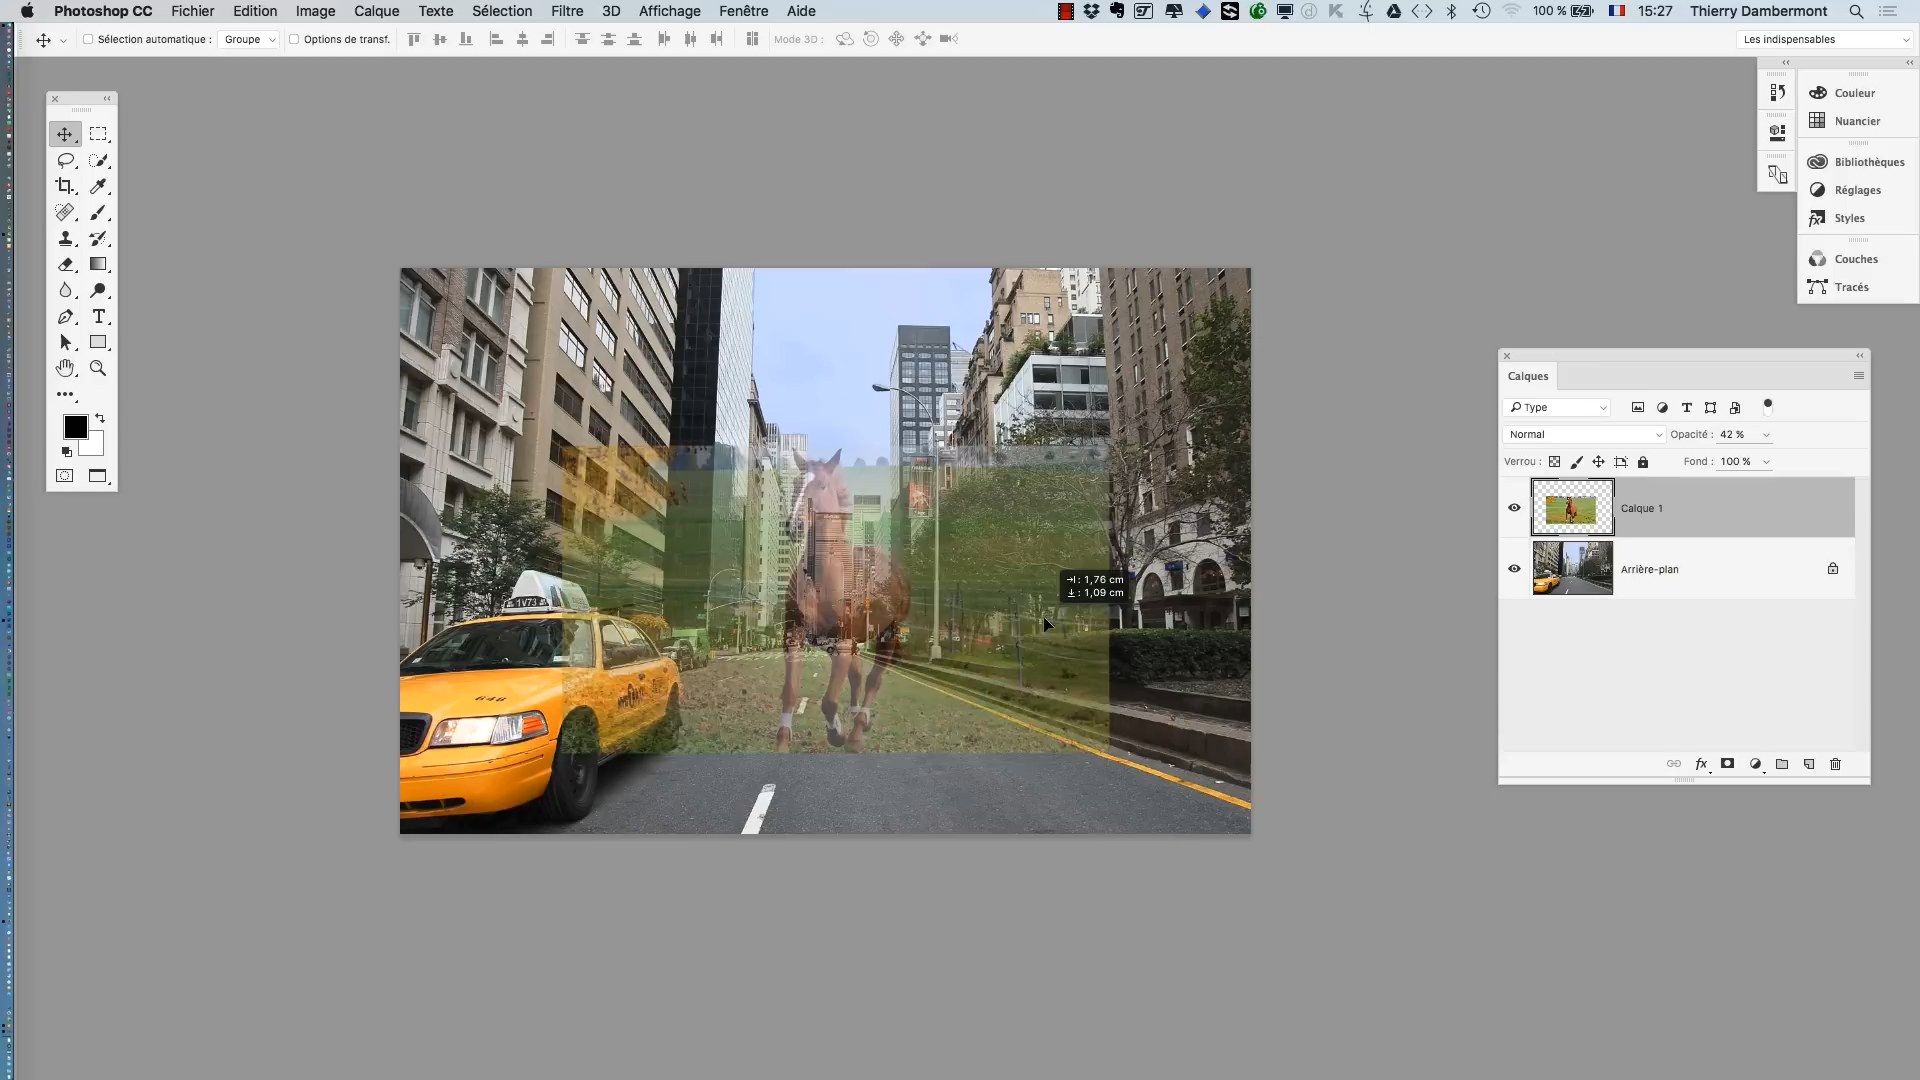 Photoshop CC Fichier Edition Image Calque Texte Sélection Filtre 3D Affichage Fenêtre Aide 100 % 15:27 Thierry Dambermont
Sélection automatique : Groupe Options de transf. Mode 3D : Les indispensables
Couleur
Nuancier
Bibliothèques
Réglages
Styles
Couches
Tracés
Calques
Type
Normal Opacité : 42 %
Verrou : Fond : 100 %
Calque 1
Arrière-plan
: 1,76 cm
: 1,09 cm
1V73
648